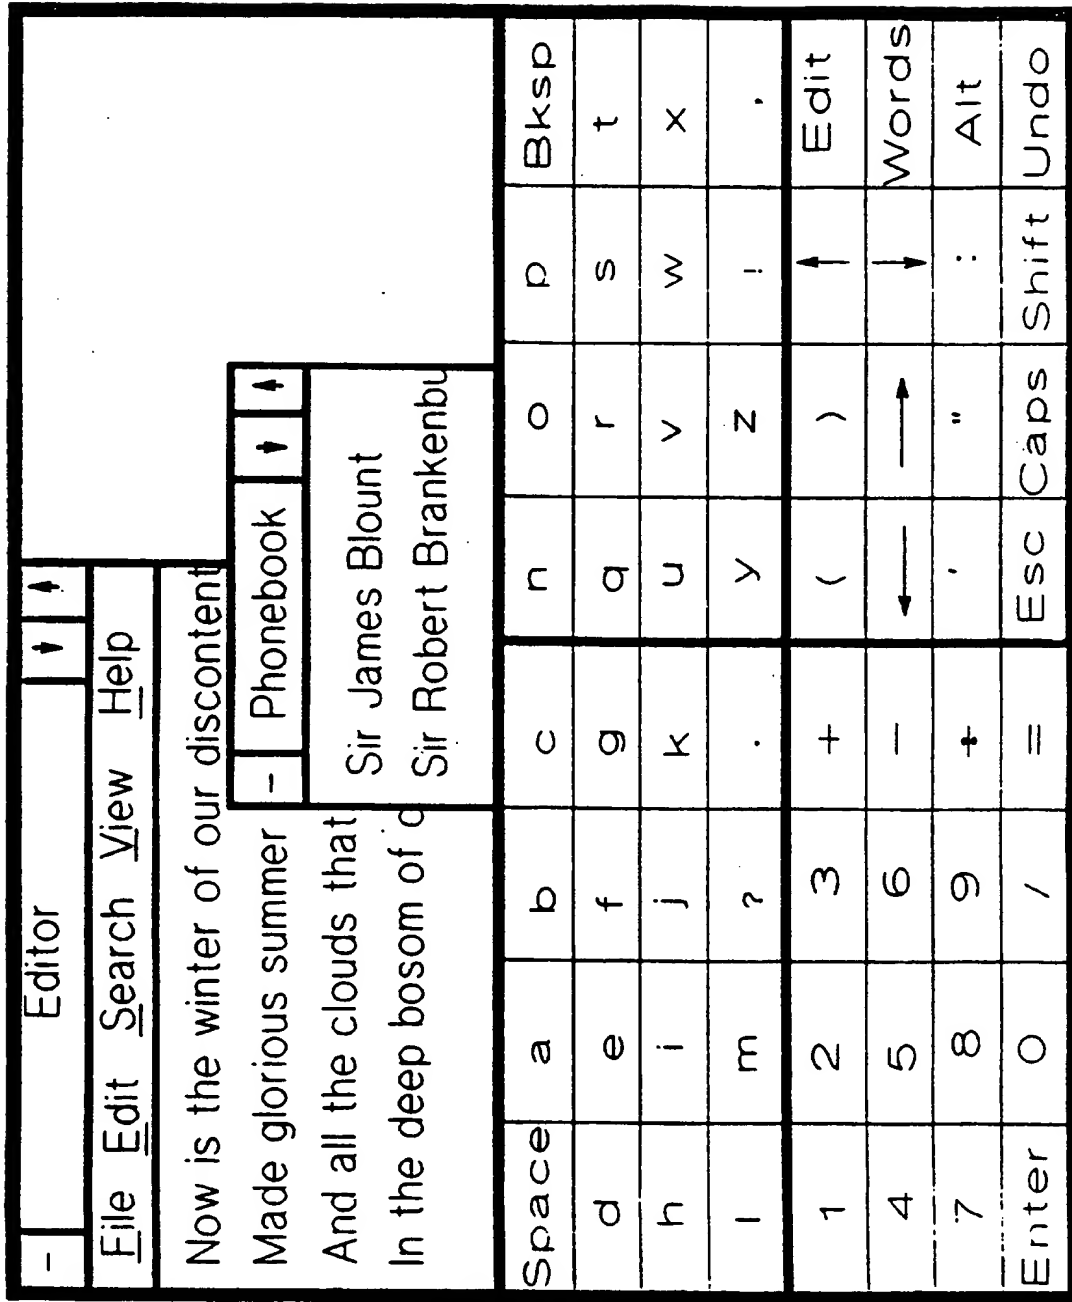 - Editor
File Edit Search View Help
Now is the winter of our discontent
Made glorious summer
And all the clouds that
In the deep bosom of
- Phonebook
Sir James Blount
Sir Robert Brankenbu
Space a b c n o p Bksp
d e f g q r s t
h i j k u v w x
l m ? . y z ! ,
1 2 3 + ( ) ↑ Edit
4 5 6 − ← → ↓ Words
7 8 9 * ' " : Alt
Enter 0 / = Esc Caps Shift Undo